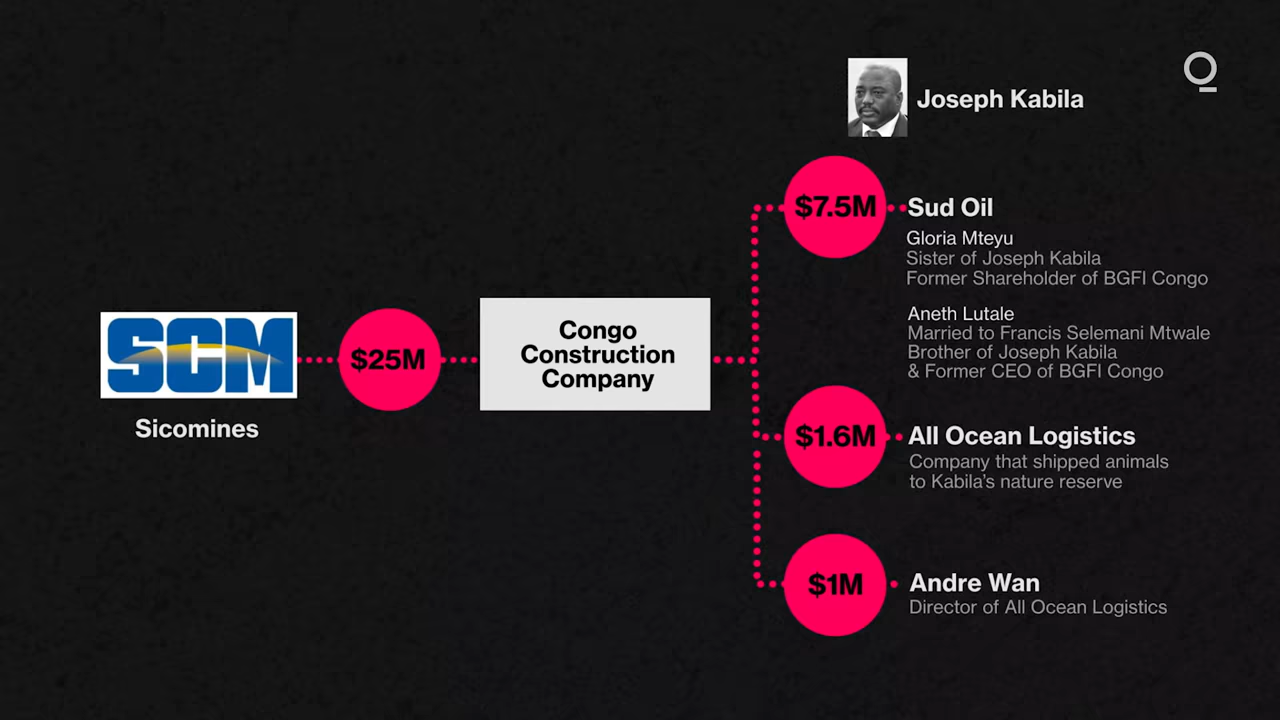 Joseph Kabila
$7.5M
Sud Oil
Gloria Mteyu
Sister of Joseph Kabila
Former Shareholder of BGFI Congo
Aneth Lutale
Married to Francis Selemani Mtwale
Brother of Joseph Kabila
& Former CEO of BGFI Congo
SCM
Sicomines
$25M
Congo
Construction
Company
$1.6M
All Ocean Logistics
Company that shipped animals
to Kabila's nature reserve
$1M
Andre Wan
Director of All Ocean Logistics